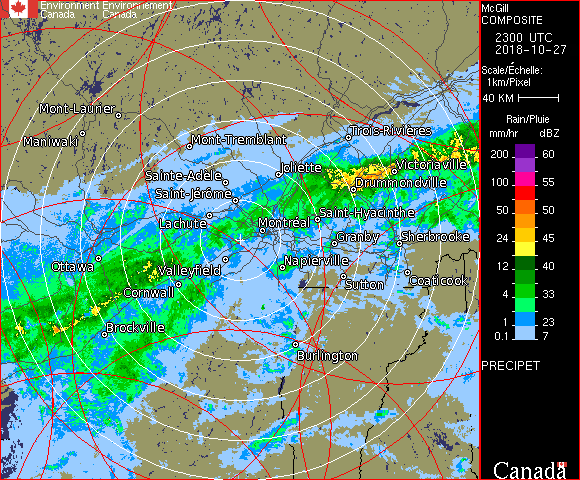 Environment Environnement
Canada Canada
McGill
COMPOSITE
2300 UTC
2018-10-27
Scale/Échelle:
1km/Pixel
40 KM
Rain/Pluie
mm/hr dBZ
200 60
100 55
50 50
24 45
12 40
4 33
1 23
0.1 7
PRECIPET
Canada
Mont-Laurier
Maniwaki
Mont-Tremblant
Trois-Rivières
Sainte-Adèle
Joliette
Victoriaville
Saint-Jérôme
Drummondville
Lachute
Montréal
Saint-Hyacinthe
Granby
Sherbrooke
Ottawa
Valleyfield
Napierville
Cornwall
Sutton
Coaticook
Brockville
Burlington